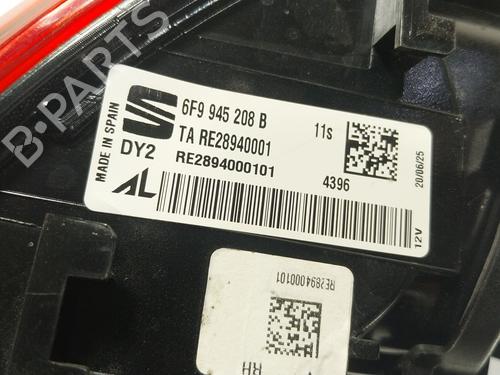 B-PARTS
MADE IN SPAIN
6F9 945 208 B
11s
TA RE28940001
DY2
RE2894000101
4396
20/06/25
AL
12V
RE2894000101
RH